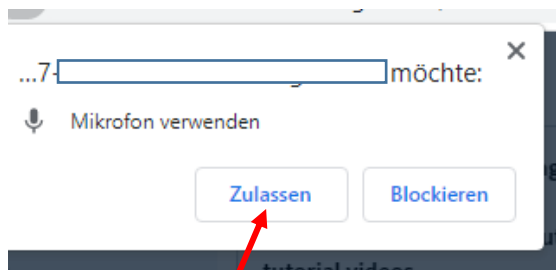 ...7- möchte:
Mikrofon verwenden
Zulassen Blockieren
tutorial videos